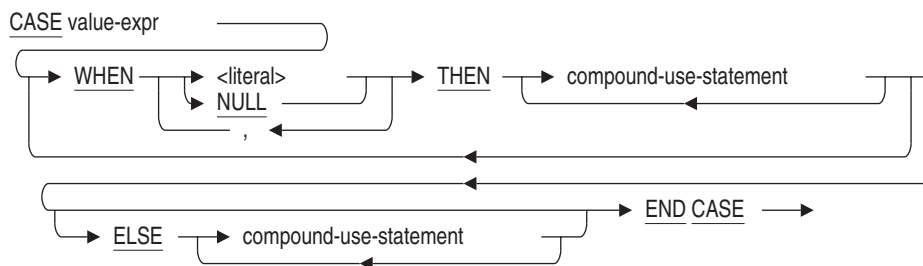 CASE value-expr
WHEN <literal> THEN compound-use-statement
NULL
,
END CASE
ELSE compound-use-statement